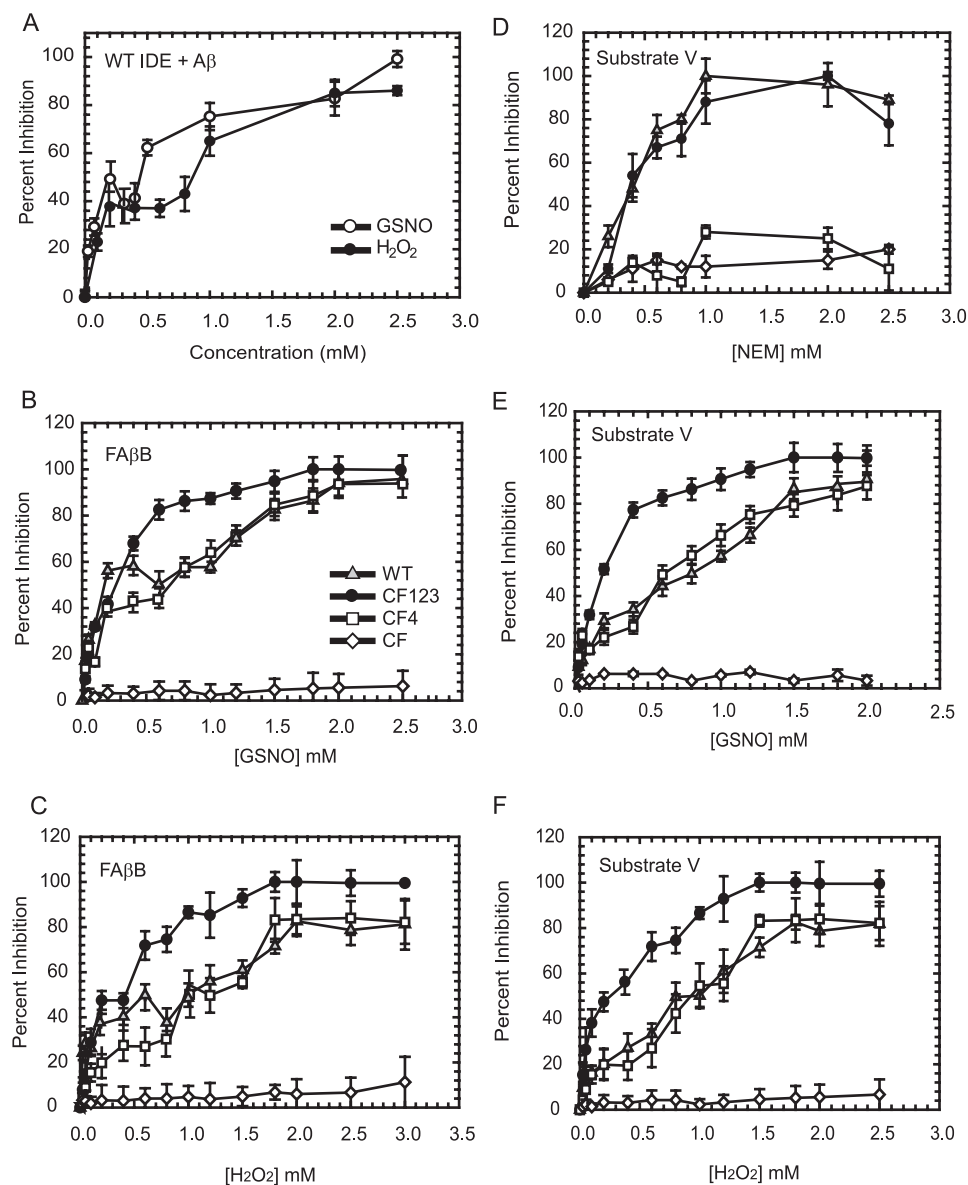 A
WT IDE + Aβ
Percent Inhibition
100
80
60
40
20
0
GSNO
H2O2
0.0 0.5 1.0 1.5 2.0 2.5 3.0
Concentration (mM)
D
Substrate V
Percent Inhibition
120
100
80
60
40
20
0
0.0 0.5 1.0 1.5 2.0 2.5 3.0
[NEM] mM
B
FAβB
Percent Inhibition
120
100
80
60
40
20
0
WT
CF123
CF4
CF
0.0 0.5 1.0 1.5 2.0 2.5 3.0
[GSNO] mM
E
Substrate V
Percent Inhibition
120
100
80
60
40
20
0
0.0 0.5 1.0 1.5 2.0 2.5
[GSNO] mM
C
FAβB
Percent Inhibition
120
100
80
60
40
20
0
0.0 0.5 1.0 1.5 2.0 2.5 3.0 3.5
[H2O2] mM
F
Substrate V
Percent Inhibition
120
100
80
60
40
20
0
0.0 0.5 1.0 1.5 2.0 2.5 3.0
[H2O2] mM